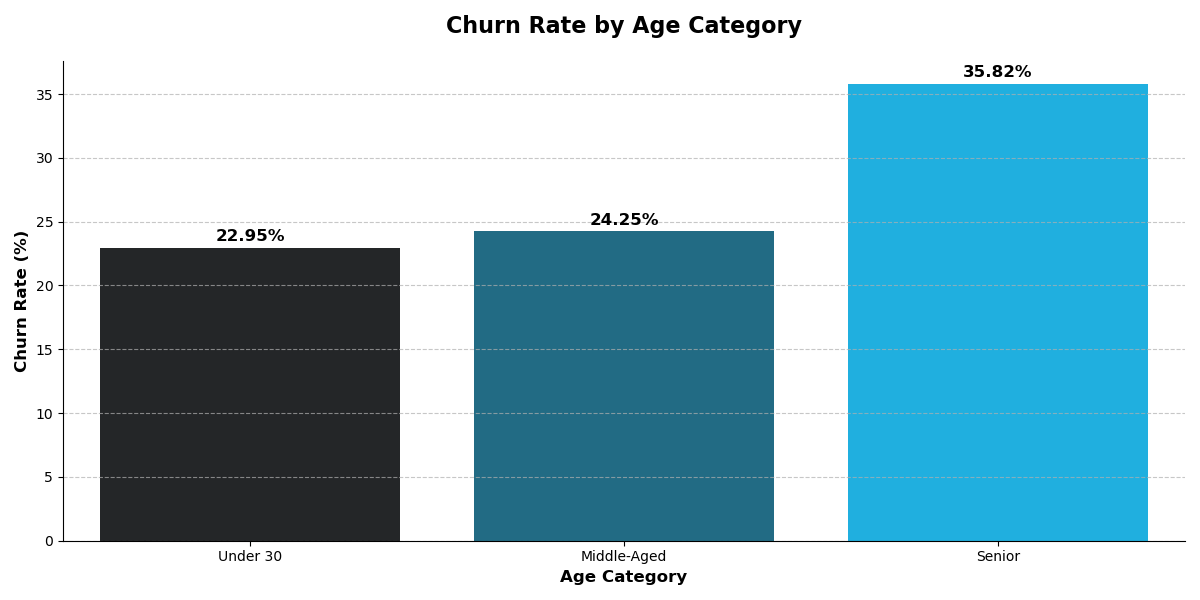 Churn Rate by Age Category
35.82%
24.25%
22.95%
35
30
25
20
15
10
5
0
Churn Rate (%)
Under 30 Middle-Aged Senior
Age Category